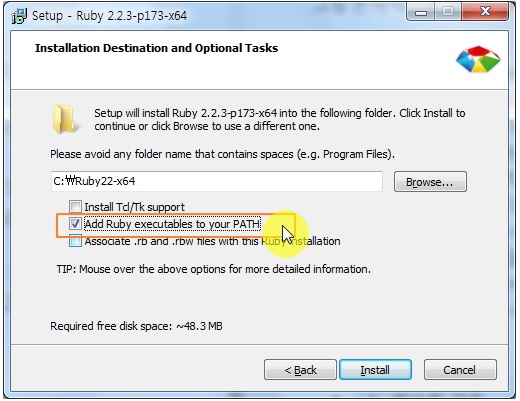 Setup - Ruby 2.2.3-p173-x64
Installation Destination and Optional Tasks
Setup will install Ruby 2.2.3-p173-x64 into the following folder. Click Install to
continue or click Browse to use a different one.
Please avoid any folder name that contains spaces (e.g. Program Files).
C:₩Ruby22-x64
Browse...
Install Tcl/Tk support
Add Ruby executables to your PATH
Associate .rb and .rbw files with this Ruby installation
TIP: Mouse over the above options for more detailed information.
Required free disk space: ~48.3 MB
< Back
Install
Cancel